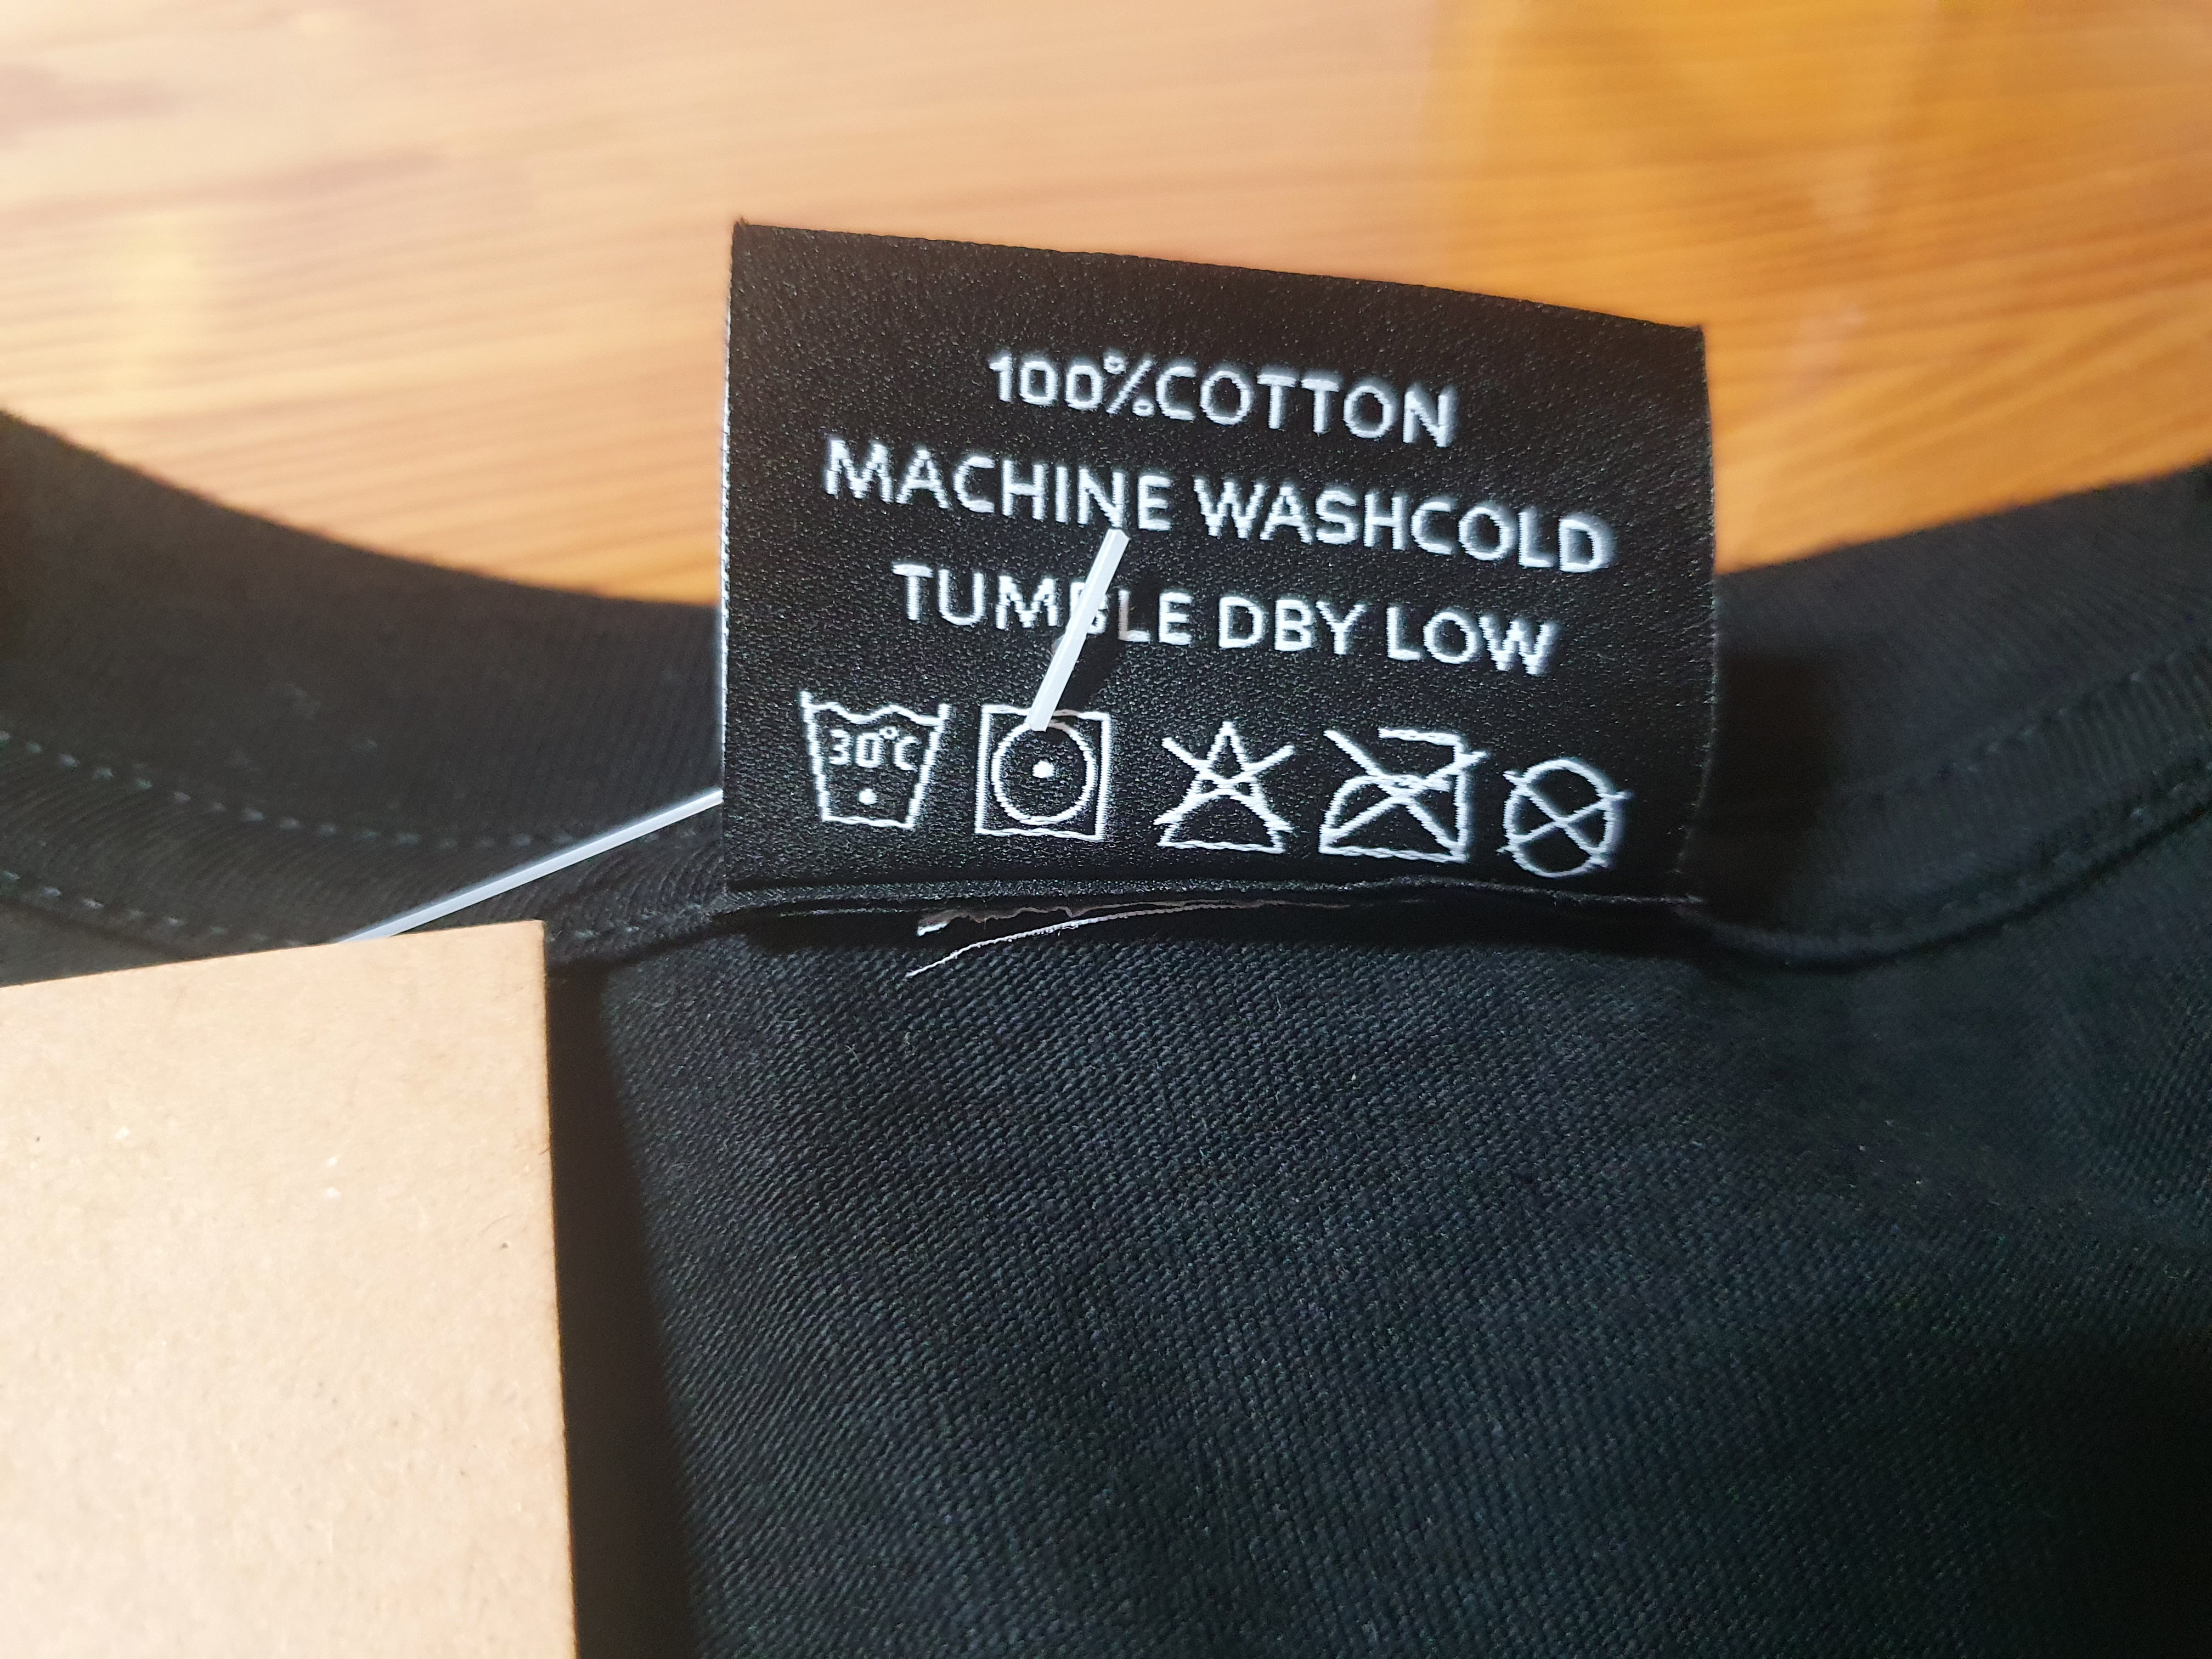 100%COTTON
MACHINE WASHCOLD
TUMBLE DBY LOW
30°C